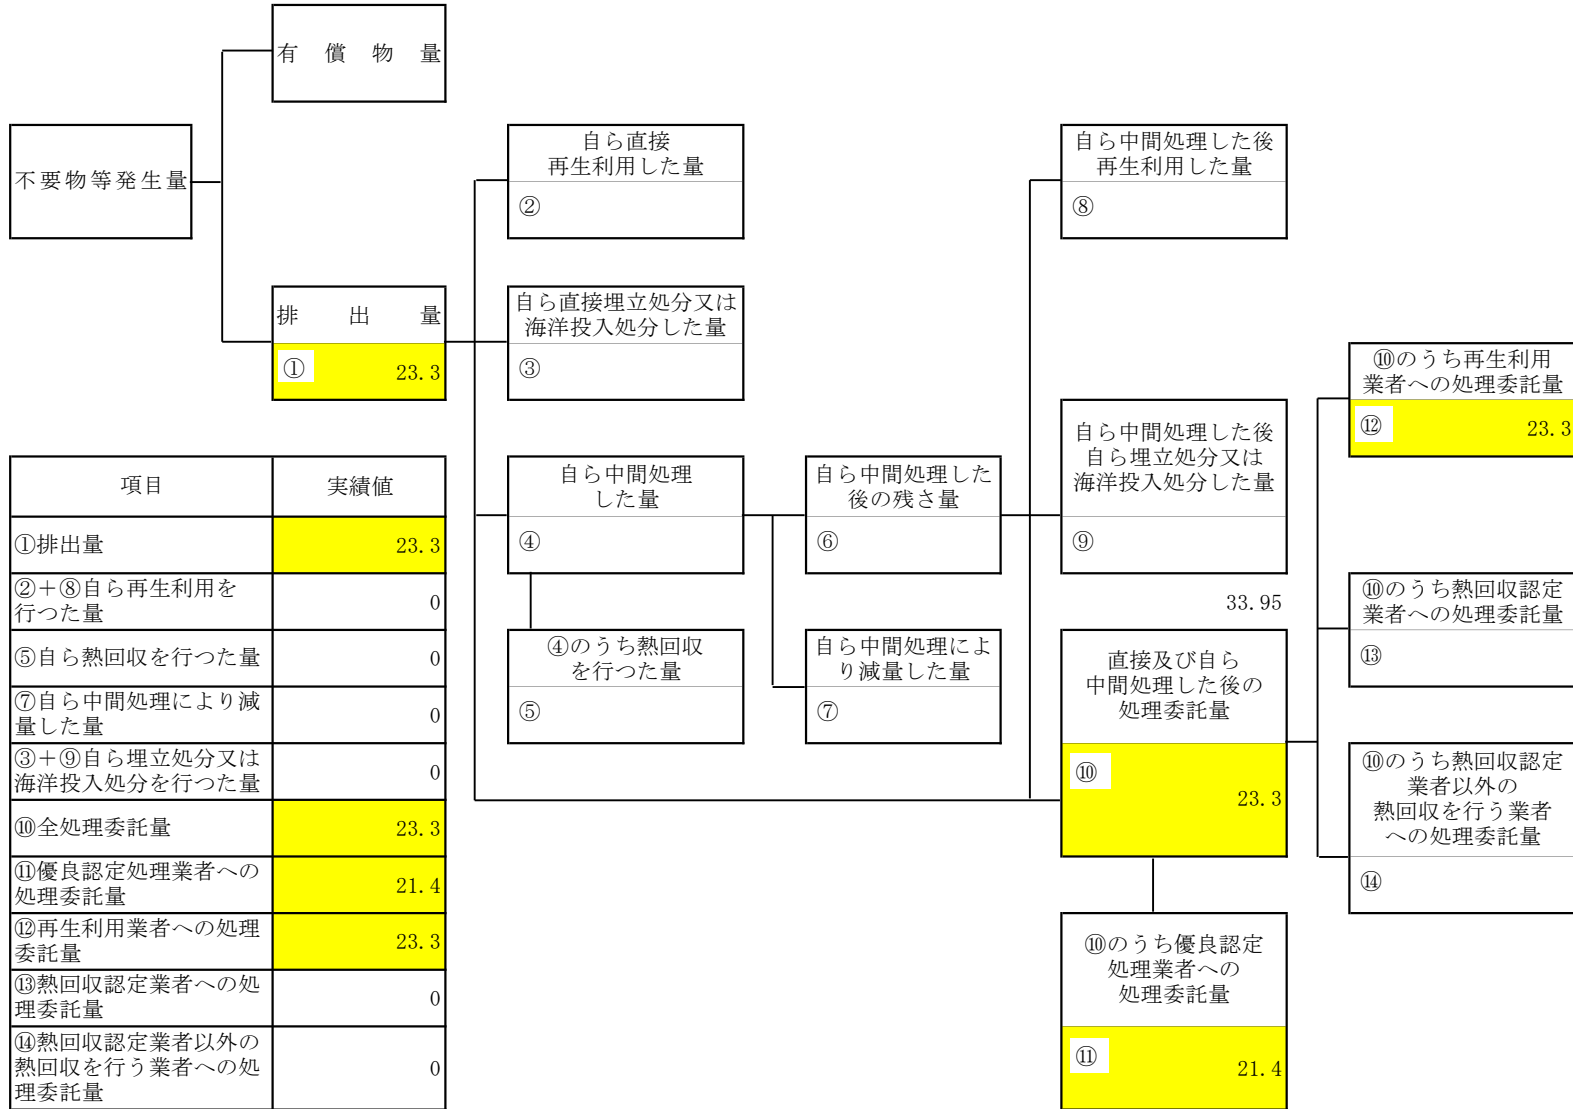 有償物量
不要物等発生量
排出量
① 23.3
自ら直接
再生利用した量
②
自ら直接埋立処分又は
海洋投入処分した量
③
自ら中間処理
した量
④
④のうち熱回収
を行つた量
⑤
自ら中間処理した
後の残さ量
⑥
自ら中間処理によ
り減量した量
⑦
自ら中間処理した後
再生利用した量
⑧
自ら中間処理した後
自ら埋立処分又は
海洋投入処分した量
⑨
33.95
直接及び自ら
中間処理した後の
処理委託量
⑩
23.3
⑩のうち優良認定
処理業者への
処理委託量
⑪ 21.4
⑩のうち再生利用
業者への処理委託量
⑫ 23.3
⑩のうち熱回収認定
業者への処理委託量
⑬
⑩のうち熱回収認定
業者以外の
熱回収を行う業者
への処理委託量
⑭
項目 実績値
①排出量 23.3
②＋⑧自ら再生利用を
行つた量 0
⑤自ら熱回収を行つた量 0
⑦自ら中間処理により減
量した量 0
③＋⑨自ら埋立処分又は
海洋投入処分を行つた量 0
⑩全処理委託量 23.3
⑪優良認定処理業者への
処理委託量 21.4
⑫再生利用業者への処理
委託量 23.3
⑬熱回収認定業者への処
理委託量 0
⑭熱回収認定業者以外の
熱回収を行う業者への処
理委託量 0